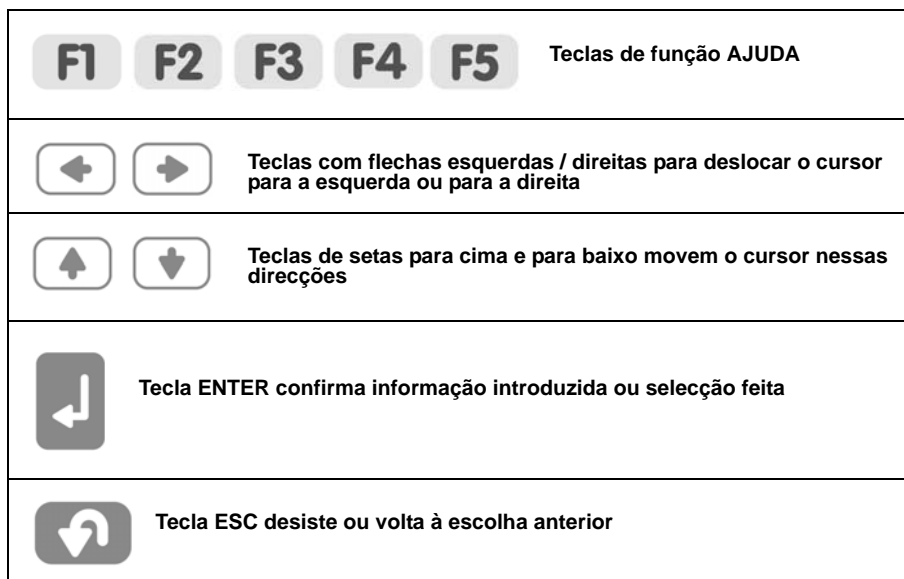 F1 F2 F3 F4 F5 Teclas de função AJUDA
Teclas com flechas esquerdas / direitas para deslocar o cursor
para a esquerda ou para a direita
Teclas de setas para cima e para baixo movem o cursor nessas
direcções
Tecla ENTER confirma informação introduzida ou selecção feita
Tecla ESC desiste ou volta à escolha anterior